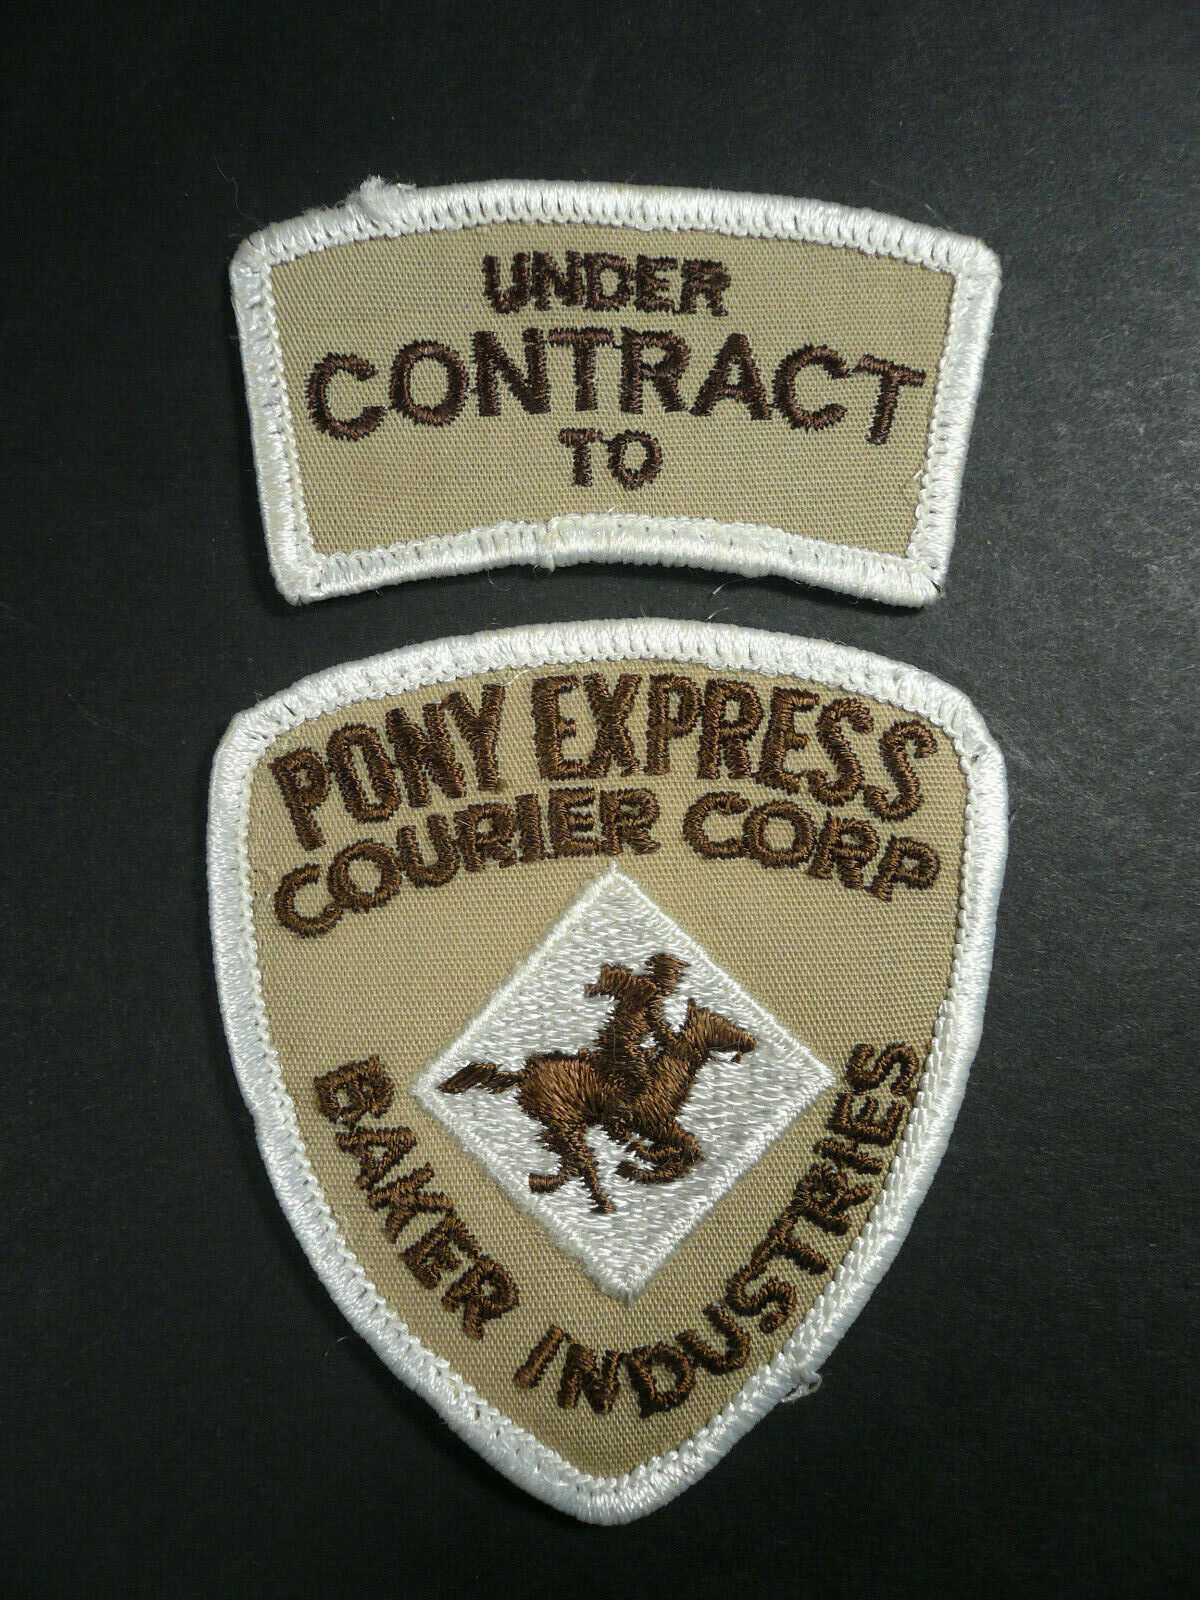 UNDER
CONTRACT
TO
PONY EXPRESS
COURIER CORP
BAKER INDUSTRIES